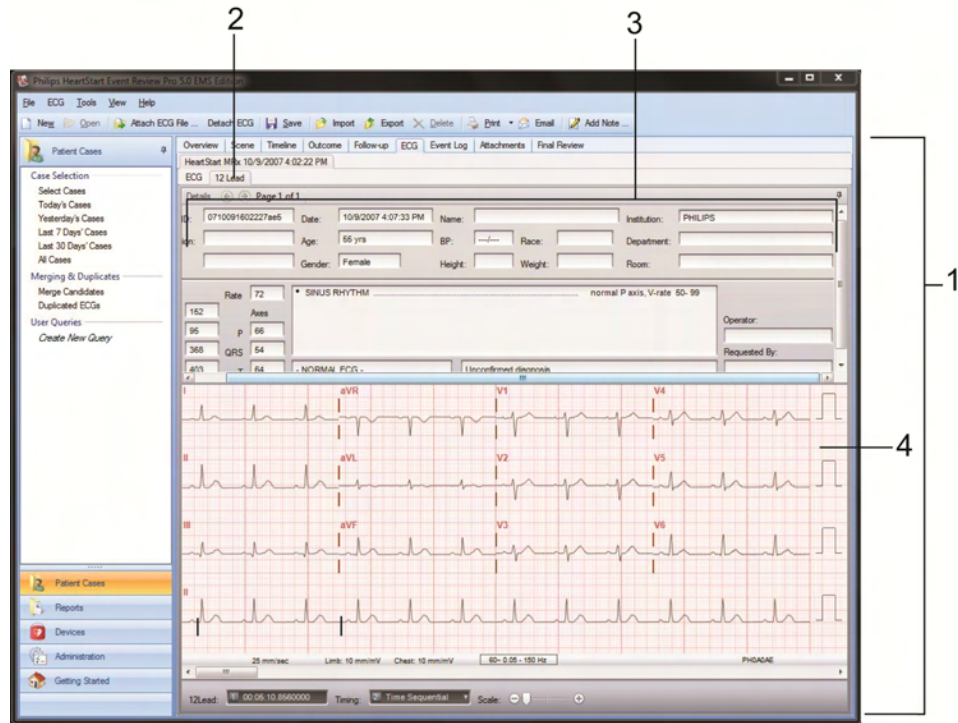 2
3
Philips HeartStart Event Review Pro 5.0 EMS Edition
File ECG Tools View Help
New Open Attach ECG File ... Detach ECG Save Import Export Delete Print Email Add Note ...
Patient Cases
Overview Scene Timeline Outcome Follow-up ECG Event Log Attachments Final Review
HeartStart MRx 10/9/2007 4:02:22 PM
ECG 12 Lead
Details Page 1 of 1
Case Selection
Select Cases
Today's Cases
Yesterday's Cases
Last 7 Days' Cases
Last 30 Days' Cases
All Cases
Merging & Duplicates
Merge Candidates
Duplicated ECGs
User Queries
Create New Query
ID: 0710091602227ae5 Date: 10/9/2007 4:07:33 PM Name: Institution: PHILIPS
ion: Age: 55 yrs BP: ---/--- Race: Department:
Gender: Female Height: Weight: Room:
Rate 72 • SINUS RHYTHM normal P axis, V-rate 50- 99
152 Axes
95 P 66 Operator:
368 QRS 54 Requested By:
403 T 64 - NORMAL ECG - Unconfirmed diagnosis
1
I aVR V1 V4
4
II aVL V2 V5
III aVF V3 V6
II
25 mm/sec Limb: 10 mm/mV Chest: 10 mm/mV 60~ 0.05 - 150 Hz PH0A0AE
12Lead: 00:05:10.8560000 Timing: Time Sequential Scale:
Patient Cases
Reports
Devices
Administration
Getting Started